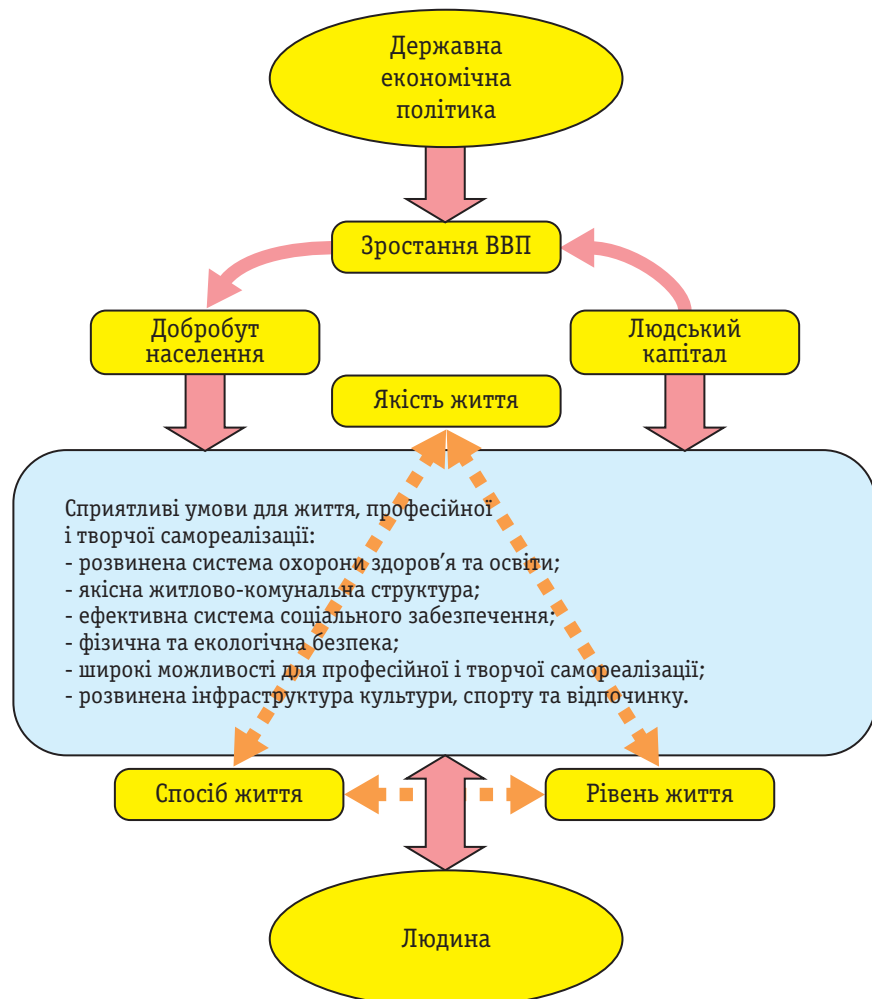 Державна
економічна
політика
Зростання ВВП
Добробут
населення
Людський
капітал
Якість життя
Сприятливі умови для життя, професійної
і творчої самореалізації:
- розвинена система охорони здоров’я та освіти;
- якісна житлово-комунальна структура;
- ефективна система соціального забезпечення;
- фізична та екологічна безпека;
- широкі можливості для професійної і творчої самореалізації;
- розвинена інфраструктура культури, спорту та відпочинку.
Спосіб життя
Рівень життя
Людина